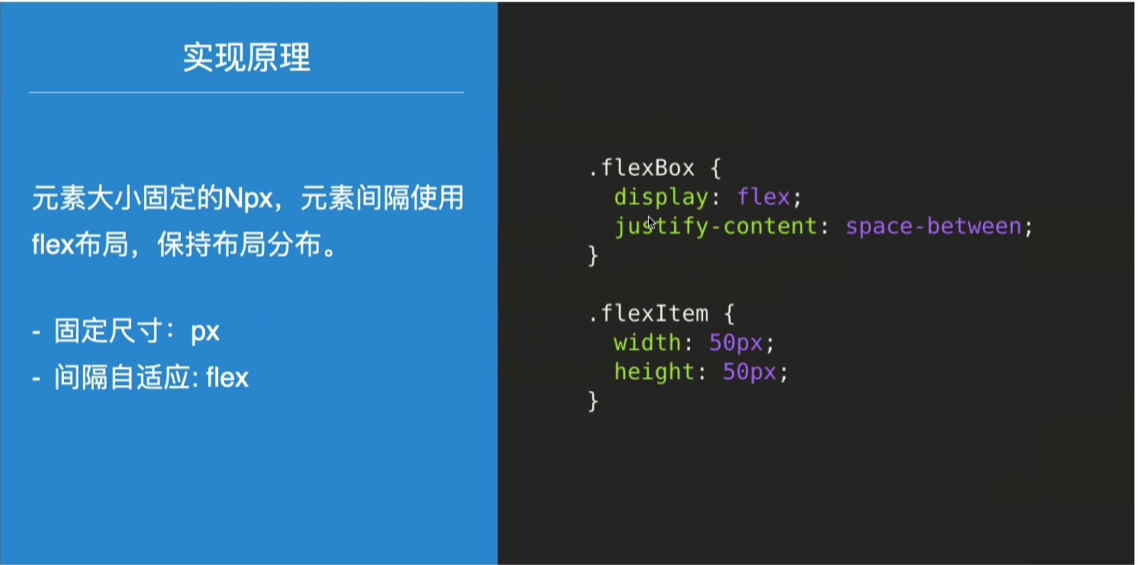 实现原理
元素大小固定的Npx，元素间隔使用
flex布局，保持布局分布。
- 固定尺寸：px
- 间隔自适应: flex
.flexBox {
  display: flex;
  justify-content: space-between;
}
.flexItem {
  width: 50px;
  height: 50px;
}